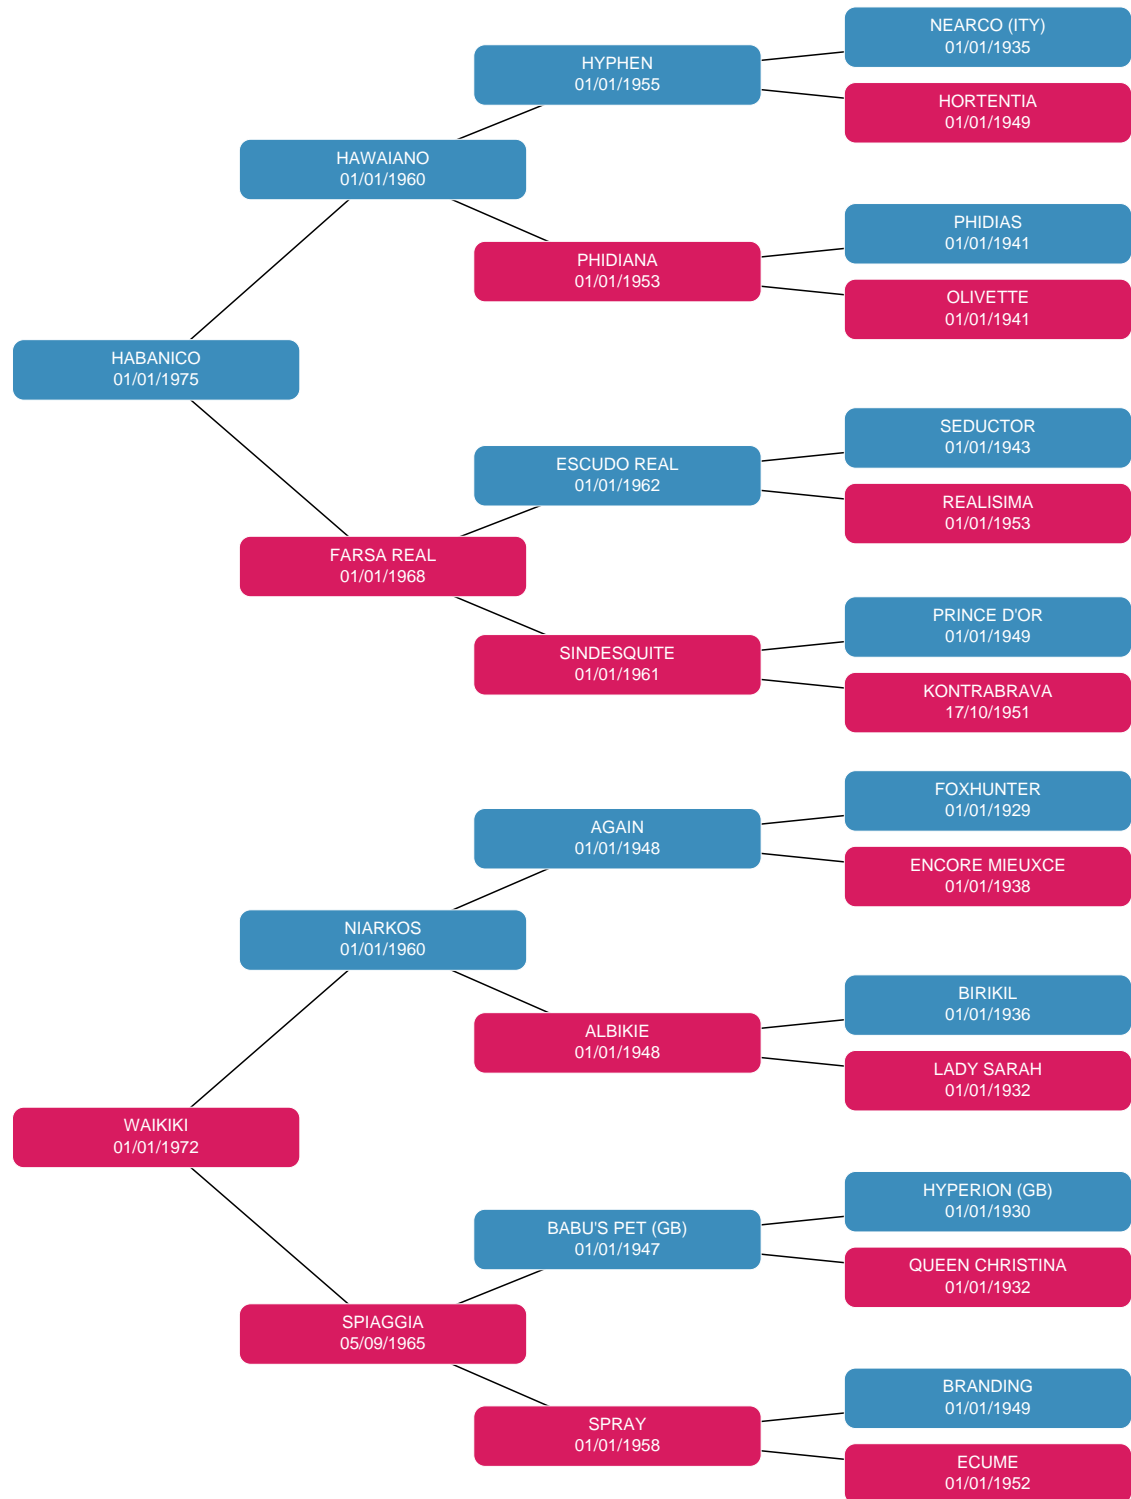 NEARCO (ITY)
01/01/1935
HYPHEN
01/01/1955
HORTENTIA
01/01/1949
HAWAIANO
01/01/1960
PHIDIAS
01/01/1941
PHIDIANA
01/01/1953
OLIVETTE
01/01/1941
HABANICO
01/01/1975
SEDUCTOR
01/01/1943
ESCUDO REAL
01/01/1962
REALISIMA
01/01/1953
FARSA REAL
01/01/1968
PRINCE D'OR
01/01/1949
SINDESQUITE
01/01/1961
KONTRABRAVA
17/10/1951
FOXHUNTER
01/01/1929
AGAIN
01/01/1948
ENCORE MIEUXCE
01/01/1938
NIARKOS
01/01/1960
BIRIKIL
01/01/1936
ALBIKIE
01/01/1948
LADY SARAH
01/01/1932
WAIKIKI
01/01/1972
HYPERION (GB)
01/01/1930
BABU'S PET (GB)
01/01/1947
QUEEN CHRISTINA
01/01/1932
SPIAGGIA
05/09/1965
BRANDING
01/01/1949
SPRAY
01/01/1958
ECUME
01/01/1952